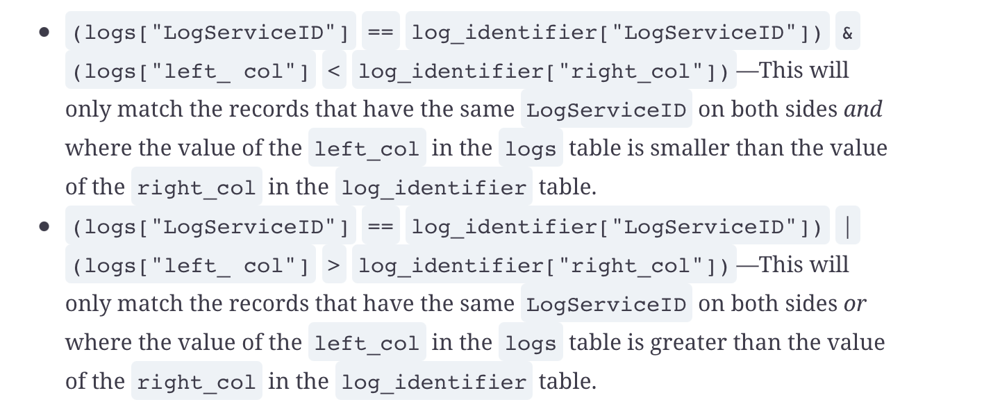 • (logs["LogServiceID"] == log_identifier["LogServiceID"]) &
(logs["left_ col"] < log_identifier["right_col"])—This will
only match the records that have the same LogServiceID on both sides and
where the value of the left_col in the logs table is smaller than the value
of the right_col in the log_identifier table.
• (logs["LogServiceID"] == log_identifier["LogServiceID"]) |
(logs["left_ col"] > log_identifier["right_col"])—This will
only match the records that have the same LogServiceID on both sides or
where the value of the left_col in the logs table is greater than the value
of the right_col in the log_identifier table.